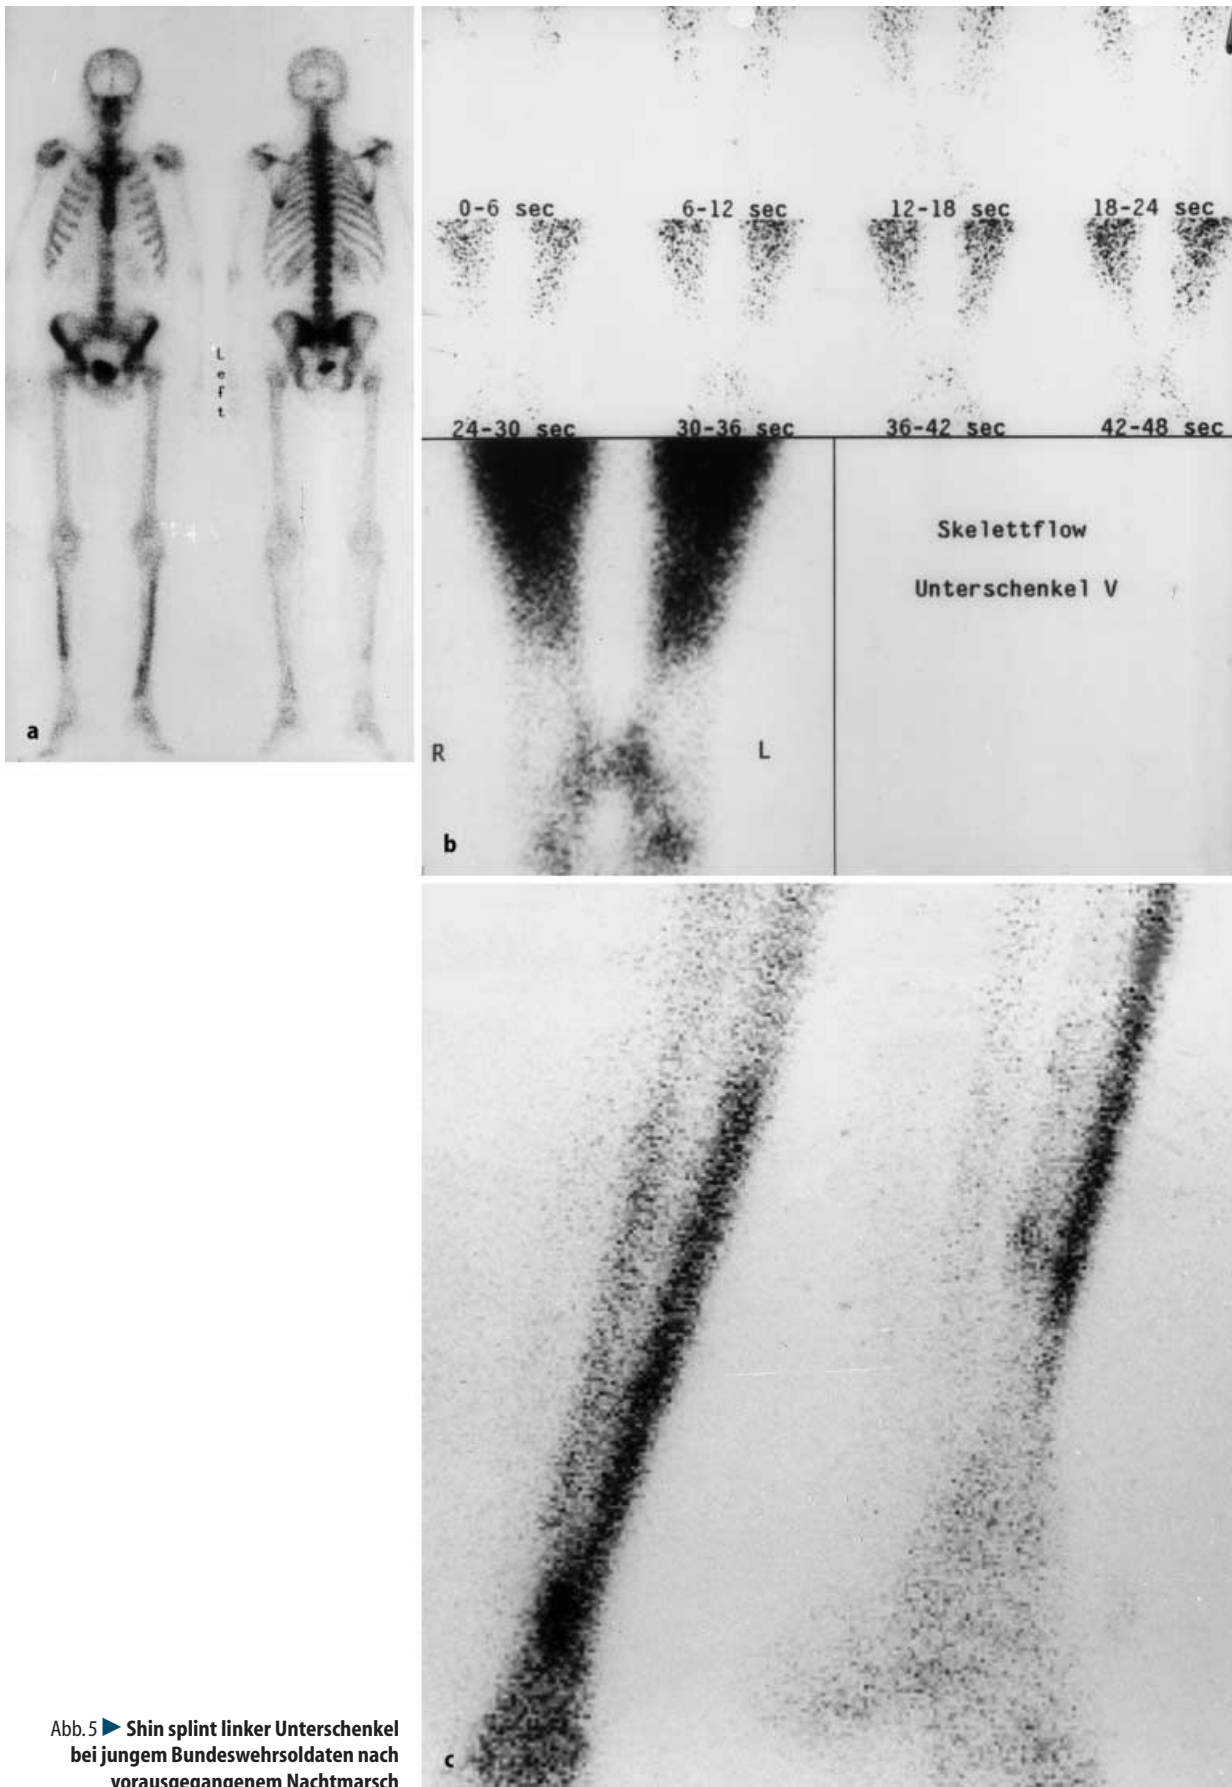 L
e
f
t
a
0-6 sec 6-12 sec 12-18 sec 18-24 sec
24-30 sec 30-36 sec 36-42 sec 42-48 sec
Skelettflow
Unterschenkel V
R L
b
c
Abb. 5 ▶ Shin splint linker Unterschenkel
bei jungem Bundeswehrsoldaten nach
vorausgegangenem Nachtmarsch